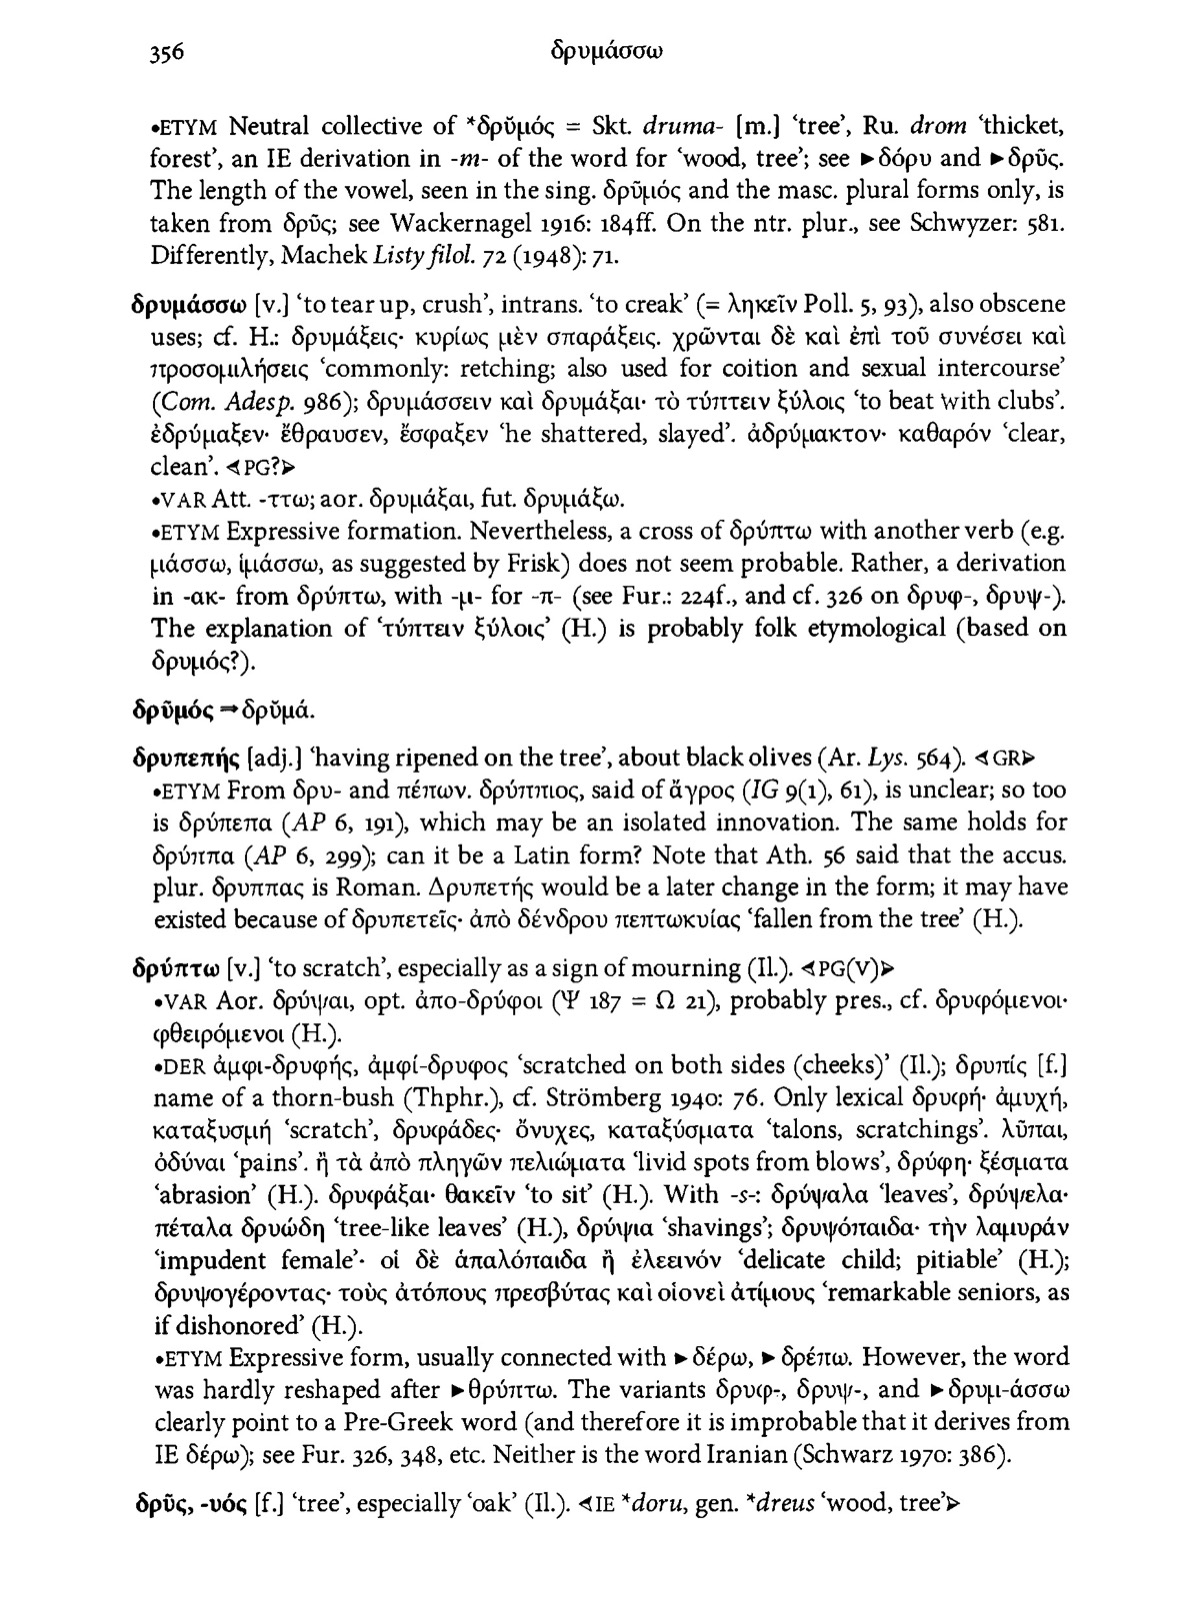 356
δρυμάσσω
•ETYM Neutral collective of *δρῠμός = Skt. druma- [m.] ‘tree’, Ru. drom ‘thicket,
forest’, an IE derivation in -m- of the word for ‘wood, tree’; see ►δόρυ and ►δρῦς.
The length of the vowel, seen in the sing. δρῡμός and the masc. plural forms only, is
taken from δρῦς; see Wackernagel 1916: 184ff. On the ntr. plur., see Schwyzer: 581.
Differently, Machek Listy filol. 72 (1948): 71.
δρυμάσσω [v.] ‘to tear up, crush’, intrans. ‘to creak’ (= ληκεῖν Poll. 5, 93), also obscene
uses; cf. H.: δρυμάξεις· κυρίως μὲν σπαράξεις. χρῶνται δὲ καὶ ἐπὶ τοῦ συνέσει καὶ
προσομιλήσεις ‘commonly: retching; also used for coition and sexual intercourse’
(Com. Adesp. 986); δρυμάσσειν καὶ δρυμάξαι· τὸ τύπτειν ξύλοις ‘to beat with clubs’.
ἐδρύμαξεν· ἔθραυσεν, ἔσφαξεν ‘he shattered, slayed’. ἀδρύμακτον· καθαρόν ‘clear,
clean’. ◄PG?►
•VAR Att. -ττω; aor. δρυμάξαι, fut. δρυμάξω.
•ETYM Expressive formation. Nevertheless, a cross of δρύπτω with another verb (e.g.
μάσσω, ἱμάσσω, as suggested by Frisk) does not seem probable. Rather, a derivation
in -ακ- from δρύπτω, with -μ- for -π- (see Fur.: 224f., and cf. 326 on δρυφ-, δρυψ-).
The explanation of ‘τύπτειν ξύλοις’ (H.) is probably folk etymological (based on
δρυμός?).
δρῡμός ⇒δρῠμά.
δρυπεπής [adj.] ‘having ripened on the tree’, about black olives (Ar. Lys. 564). ◄GR►
•ETYM From δρυ- and πέπων. δρύππιος, said of ἄγρος (IG 9(1), 61), is unclear; so too
is δρύπεπα (AP 6, 191), which may be an isolated innovation. The same holds for
δρύππα (AP 6, 299); can it be a Latin form? Note that Ath. 56 said that the accus.
plur. δρυππας is Roman. Δρυπετής would be a later change in the form; it may have
existed because of δρυπετεῖς· ἀπὸ δένδρου πεπτωκυίας ‘fallen from the tree’ (H.).
δρύπτω [v.] ‘to scratch’, especially as a sign of mourning (Il.). ◄PG(V)►
•VAR Aor. δρύψαι, opt. ἀπο-δρύφοι (Ψ 187 = Ω 21), probably pres., cf. δρυφόμενοι·
φθειρόμενοι (H.).
•DER ἀμφι-δρυφής, ἀμφί-δρυφος ‘scratched on both sides (cheeks)’ (Il.); δρυπίς [f.]
name of a thorn-bush (Thphr.), cf. Strömberg 1940: 76. Only lexical δρυφή· ἀμυχή,
καταξυσμή ‘scratch’, δρυφάδες· ὄνυχες, καταξύσματα ‘talons, scratchings’. λῦπαι,
ὀδύναι ‘pains’. ἢ τὰ ἀπὸ πληγῶν πελιώματα ‘livid spots from blows’, δρύφη· ξέσματα
‘abrasion’ (H.). δρυφάξαι· θακεῖν ‘to sit’ (H.). With -s-: δρύψαλα ‘leaves’, δρύψελα·
πέταλα δρυώδη ‘tree-like leaves’ (H.), δρύψια ‘shavings’; δρυψόπαιδα· τὴν λαμυράν
‘impudent female’· οἱ δὲ ἁπαλόπαιδα ἢ ἐλεεινόν ‘delicate child; pitiable’ (H.);
δρυψογέροντας· τοὺς ἀτόπους πρεσβύτας καὶ οἱονεὶ ἀτίμους ‘remarkable seniors, as
if dishonored’ (H.).
•ETYM Expressive form, usually connected with ►δέρω, ►δρέπω. However, the word
was hardly reshaped after ►θρύπτω. The variants δρυφ-, δρυψ-, and ►δρυμ-άσσω
clearly point to a Pre-Greek word (and therefore it is improbable that it derives from
IE δέρω); see Fur. 326, 348, etc. Neither is the word Iranian (Schwarz 1970: 386).
δρῦς, -υός [f.] ‘tree’, especially ‘oak’ (Il.). ◄IE *doru, gen. *dreus ‘wood, tree’►